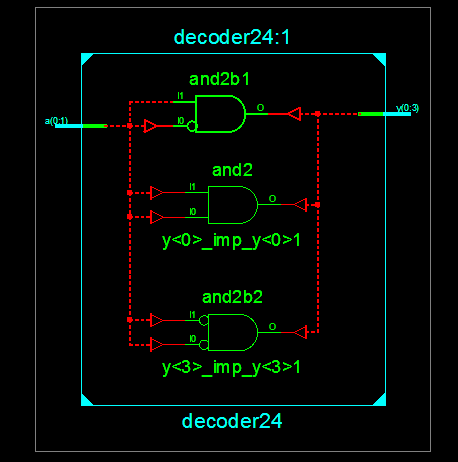 decoder24:1
and2b1
I1
O
a(0:1)
y(0:3)
I0
and2
I1
O
I0
y<0>_imp_y<0>1
and2b2
I1
O
I0
y<3>_imp_y<3>1
decoder24